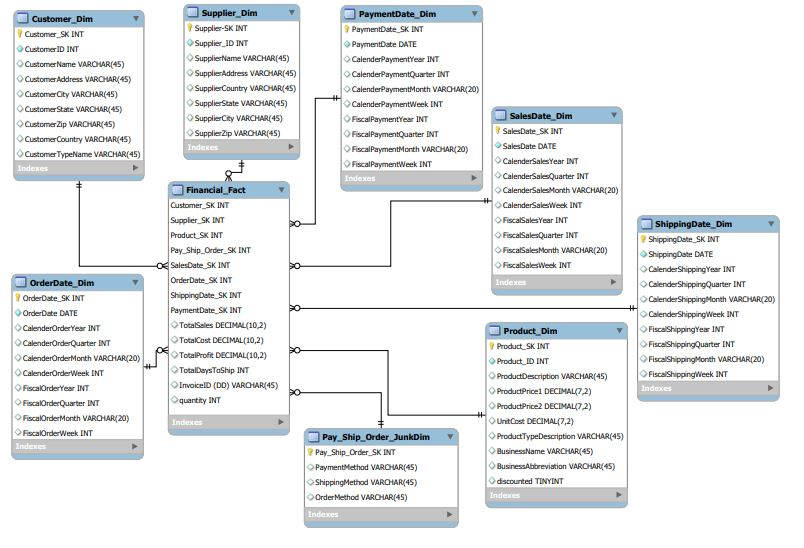 Customer_Dim
Customer_SK INT
CustomerID INT
CustomerName VARCHAR(45)
CustomerAddress VARCHAR(45)
CustomerCity VARCHAR(45)
CustomerState VARCHAR(45)
CustomerZip VARCHAR(45)
CustomerCountry VARCHAR(45)
CustomerTypeName VARCHAR(45)
Indexes
Supplier_Dim
Supplier-SK INT
Supplier_ID INT
SupplierName VARCHAR(45)
SupplierAddress VARCHAR(45)
SupplierCountry VARCHAR(45)
SupplierState VARCHAR(45)
SupplierCity VARCHAR(45)
SupplierZip VARCHAR(45)
Indexes
PaymentDate_Dim
PaymentDate_SK INT
PaymentDate DATE
CalenderPaymentYear INT
CalenderPaymentQuarter INT
CalenderPaymentMonth VARCHAR(20)
CalenderPaymentWeek INT
FiscalPaymentYear INT
FiscalPaymentQuarter INT
FiscalPaymentMonth VARCHAR(20)
FiscalPaymentWeek INT
Indexes
SalesDate_Dim
SalesDate_SK INT
SalesDate DATE
CalenderSalesYear INT
CalenderSalesQuarter INT
CalenderSalesMonth VARCHAR(20)
CalenderSalesWeek INT
FiscalSalesYear INT
FiscalSalesQuarter INT
FiscalSalesMonth VARCHAR(20)
FiscalSalesWeek INT
Indexes
Financial_Fact
Customer_SK INT
Supplier_SK INT
Product_SK INT
Pay_Ship_Order_SK INT
SalesDate_SK INT
OrderDate_SK INT
ShippingDate_SK INT
PaymentDate_SK INT
TotalSales DECIMAL(10,2)
TotalCost DECIMAL(10,2)
TotalProfit DECIMAL(10,2)
TotalDaysToShip INT
InvoiceID (DD) VARCHAR(45)
quantity INT
Indexes
ShippingDate_Dim
ShippingDate_SK INT
ShippingDate DATE
CalenderShippingYear INT
CalenderShippingQuarter INT
CalenderShippingMonth VARCHAR(20)
CalenderShippingWeek INT
FiscalShippingYear INT
FiscalShippingQuarter INT
FiscalShippingMonth VARCHAR(20)
FiscalShippingWeek INT
Indexes
OrderDate_Dim
OrderDate_SK INT
OrderDate DATE
CalenderOrderYear INT
CalenderOrderQuarter INT
CalenderOrderMonth VARCHAR(20)
CalenderOrderWeek INT
FiscalOrderYear INT
FiscalOrderQuarter INT
FiscalOrderMonth VARCHAR(20)
FiscalOrderWeek INT
Indexes
Product_Dim
Product_SK INT
Product_ID INT
ProductDescription VARCHAR(45)
ProductPrice1 DECIMAL(7,2)
ProductPrice2 DECIMAL(7,2)
UnitCost DECIMAL(7,2)
ProductTypeDescription VARCHAR(45)
BusinessName VARCHAR(45)
BusinessAbbreviation VARCHAR(45)
discounted TINYINT
Indexes
Pay_Ship_Order_JunkDim
Pay_Ship_Order_SK INT
PaymentMethod VARCHAR(45)
ShippingMethod VARCHAR(45)
OrderMethod VARCHAR(45)
Indexes